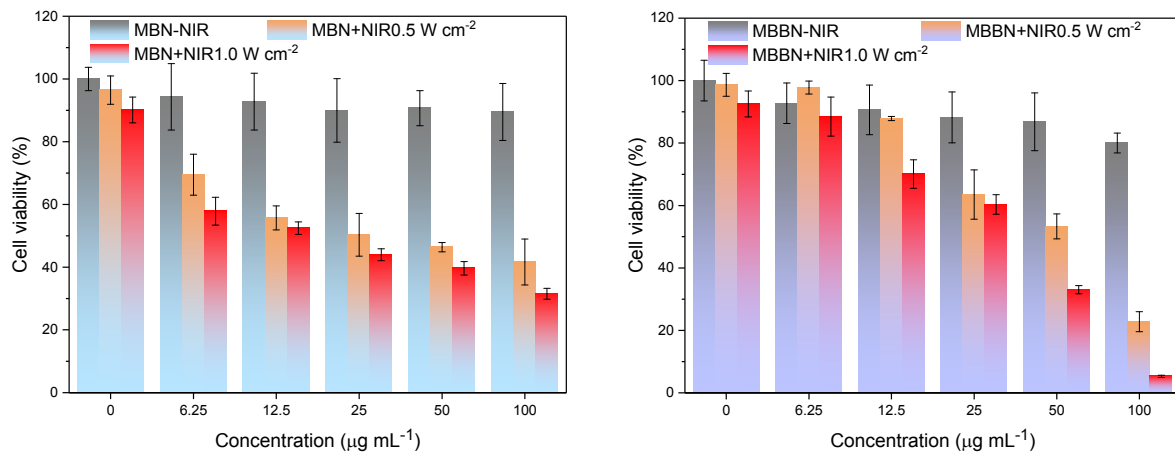 MBN-NIR
MBN+NIR0.5 W cm⁻²
MBN+NIR1.0 W cm⁻²
120
100
80
60
40
20
0
Cell viability (%)
0
6.25
12.5
25
50
100
Concentration (μg mL⁻¹)
MBBN-NIR
MBBN+NIR0.5 W cm⁻²
MBBN+NIR1.0 W cm⁻²
120
100
80
60
40
20
0
Cell viability (%)
0
6.25
12.5
25
50
100
Concentration (μg mL⁻¹)